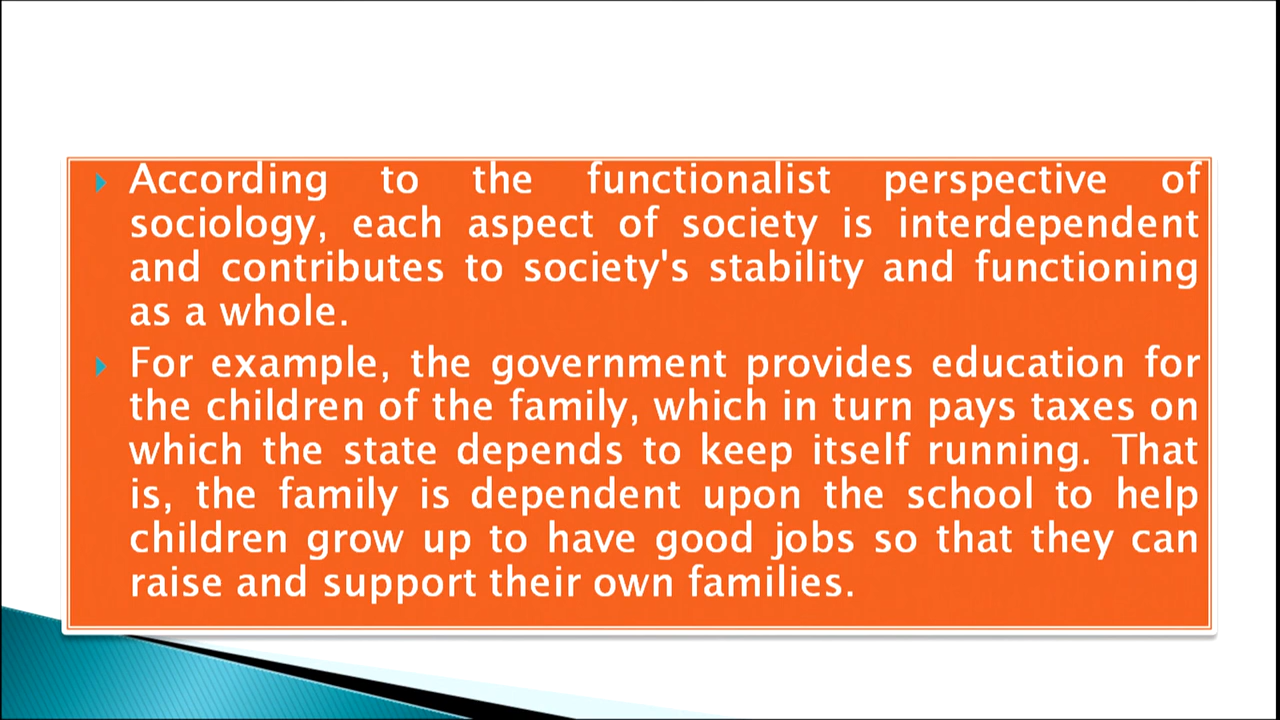 According to the functionalist perspective of
sociology, each aspect of society is interdependent
and contributes to society's stability and functioning
as a whole.
For example, the government provides education for
the children of the family, which in turn pays taxes on
which the state depends to keep itself running. That
is, the family is dependent upon the school to help
children grow up to have good jobs so that they can
raise and support their own families.